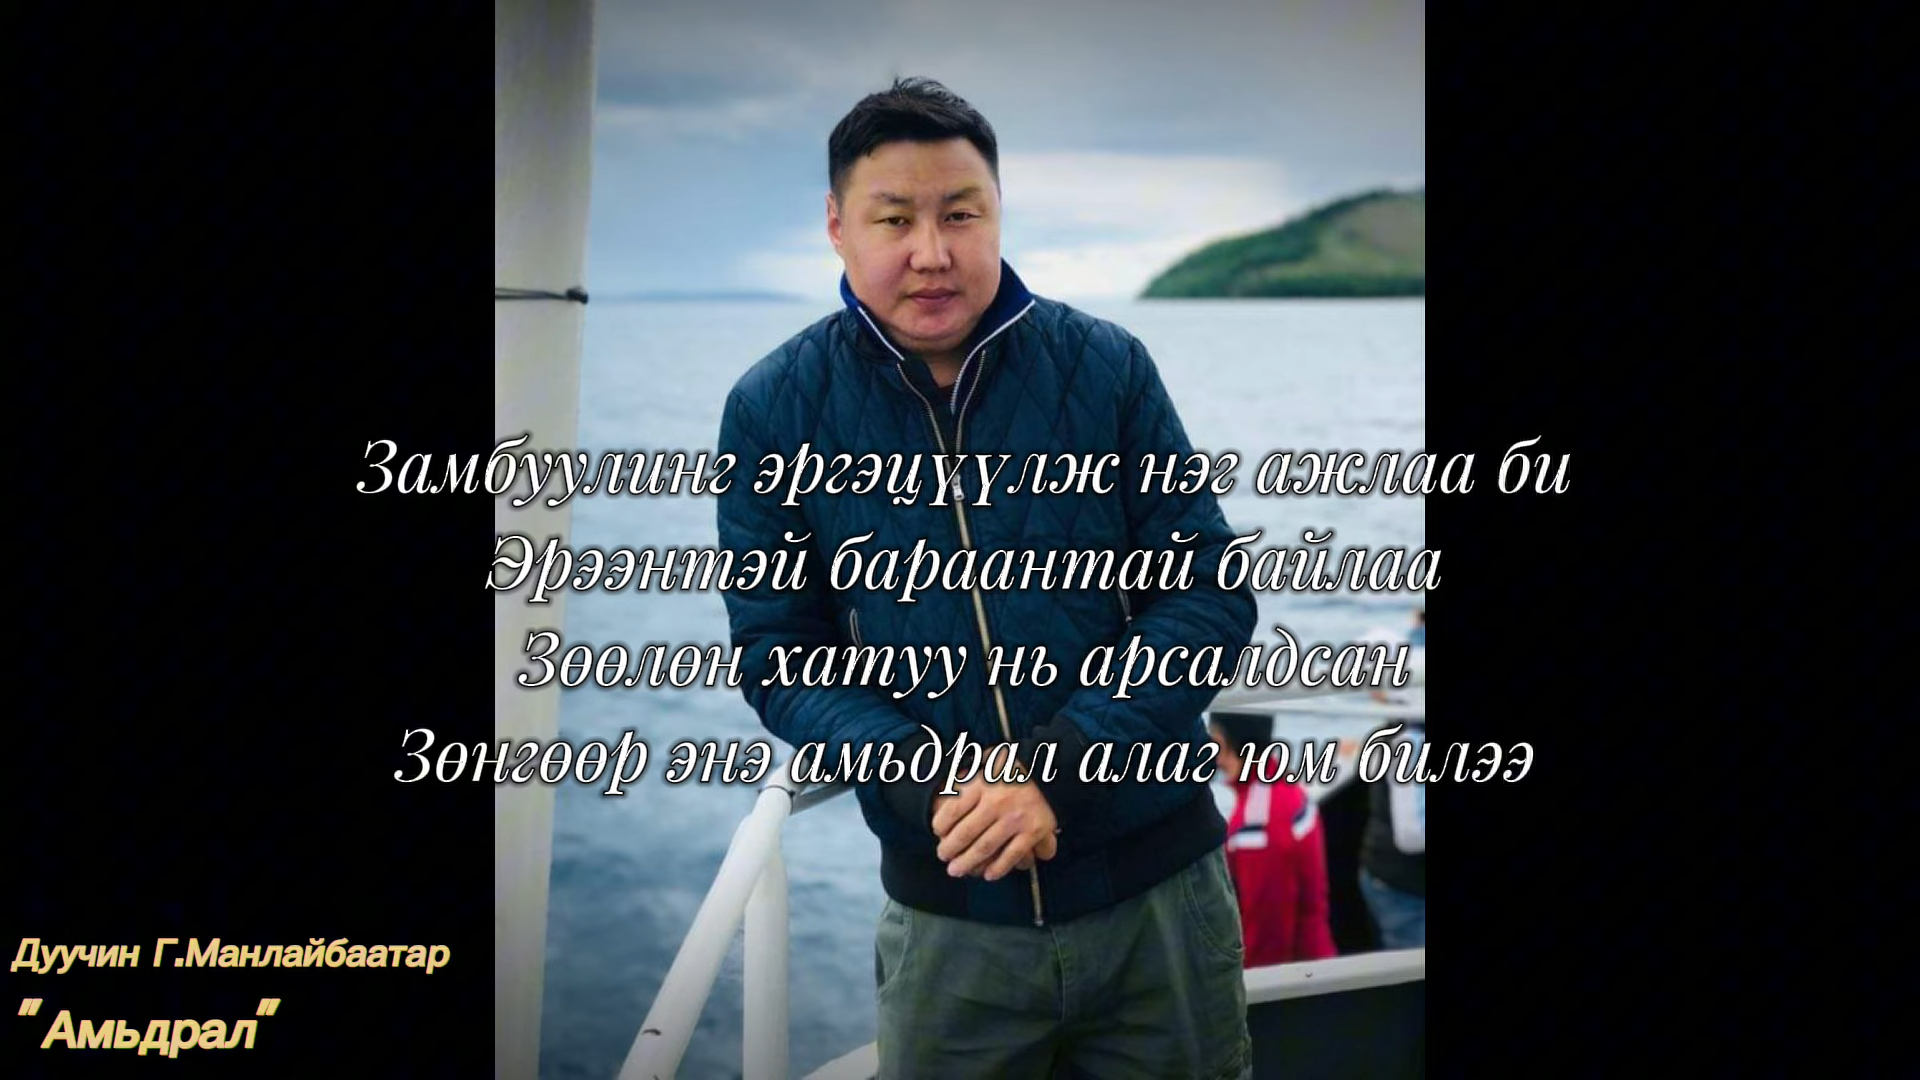 Замбуулинг эргэцүүлж нэг ажлаа би
Эрээнтэй бараантай байлаа
Зөөлөн хатуу нь арсалдсан
Зөнгөөр энэ амьдрал алаг юм билээ
Дуучин Г.Манлайбаатар
"Амьдрал"